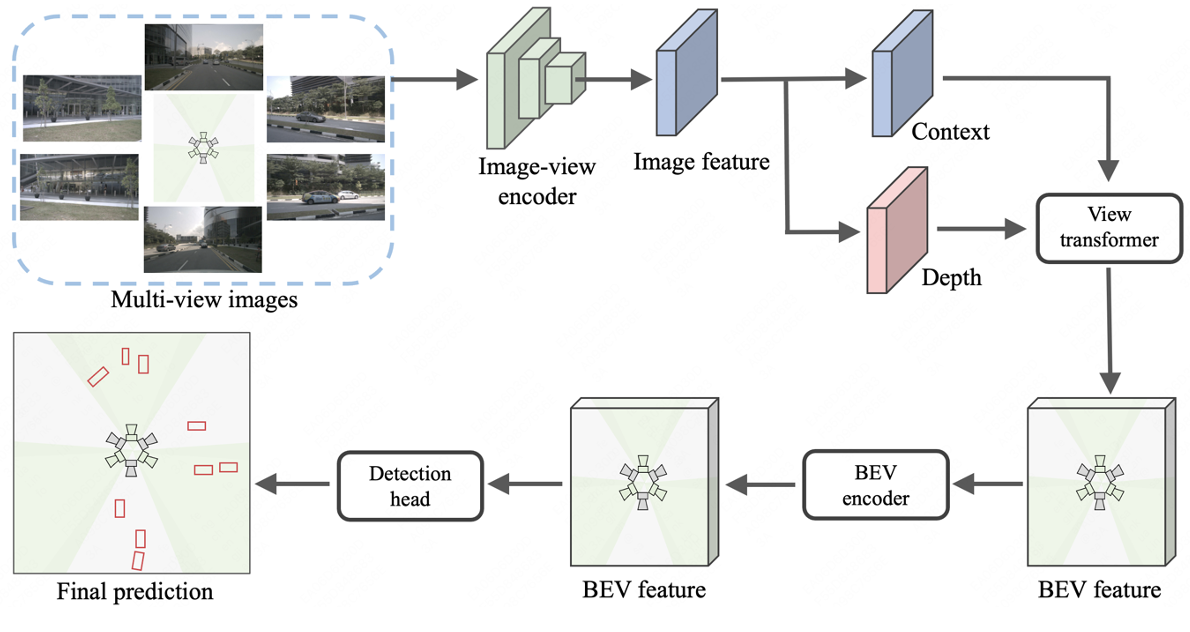 Multi-view images
Image-view
encoder
Image feature
Context
Depth
View
transformer
BEV feature
BEV
encoder
BEV feature
Detection
head
Final prediction